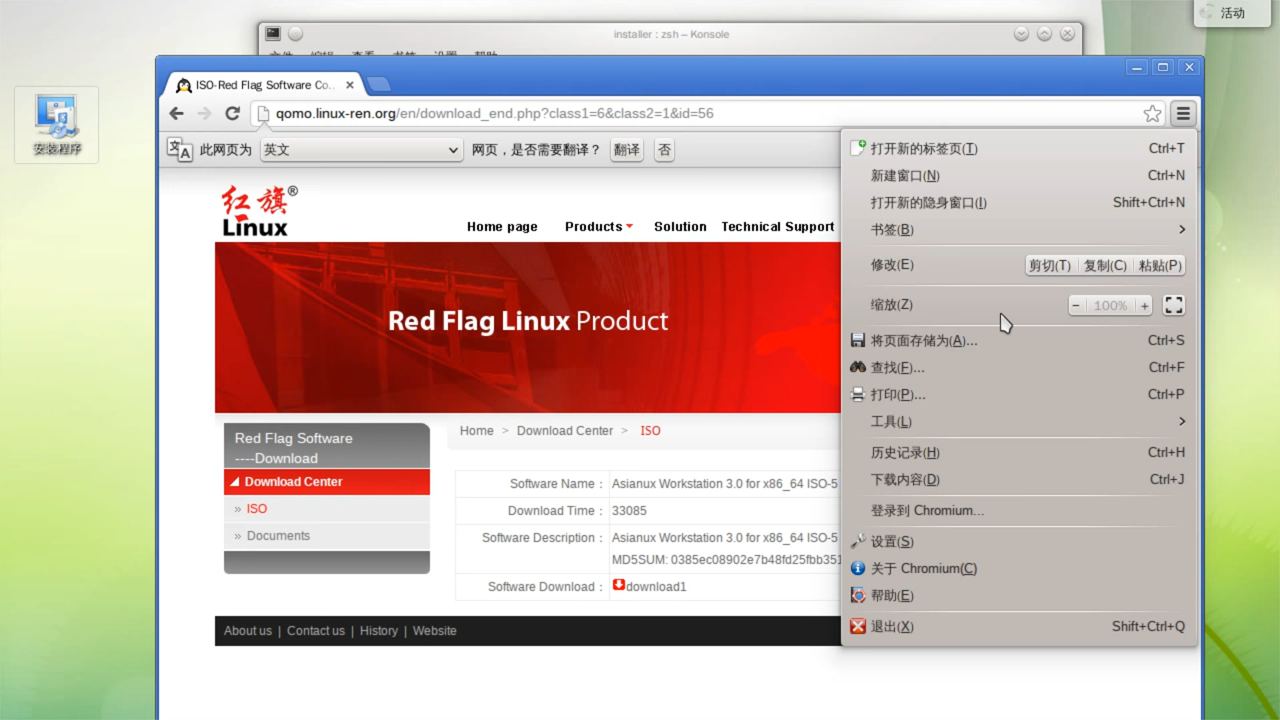 活动
installer : zsh – Konsole
安装程序
ISO-Red Flag Software Co..
qomo.linux-ren.org/en/download_end.php?class1=6&class2=1&id=56
此网页为 英文 网页，是否需要翻译？ 翻译 否
红旗®
Linux
Home page Products Solution Technical Support
Red Flag Linux Product
Red Flag Software
----Download
Download Center
» ISO
» Documents
Home > Download Center > ISO
Software Name： Asianux Workstation 3.0 for x86_64 ISO-5
Download Time： 33085
Software Description： Asianux Workstation 3.0 for x86_64 ISO-5
MD5SUM: 0385ec08902e7b48fd25fbb351
Software Download： download1
About us | Contact us | History | Website
打开新的标签页(T) Ctrl+T
新建窗口(N) Ctrl+N
打开新的隐身窗口(I) Shift+Ctrl+N
书签(B)
修改(E) 剪切(T) 复制(C) 粘贴(P)
缩放(Z) − 100% +
将页面存储为(A)... Ctrl+S
查找(F)... Ctrl+F
打印(P)... Ctrl+P
工具(L)
历史记录(H) Ctrl+H
下载内容(D) Ctrl+J
登录到 Chromium...
设置(S)
关于 Chromium(C)
帮助(E)
退出(X) Shift+Ctrl+Q